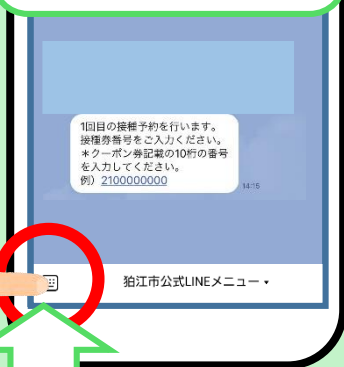 1回目の接種予約を行います。
接種券番号をご入力ください。
＊クーポン券記載の10桁の番号
を入力してください。
例）2100000000
14:15
狛江市公式LINEメニュー▾